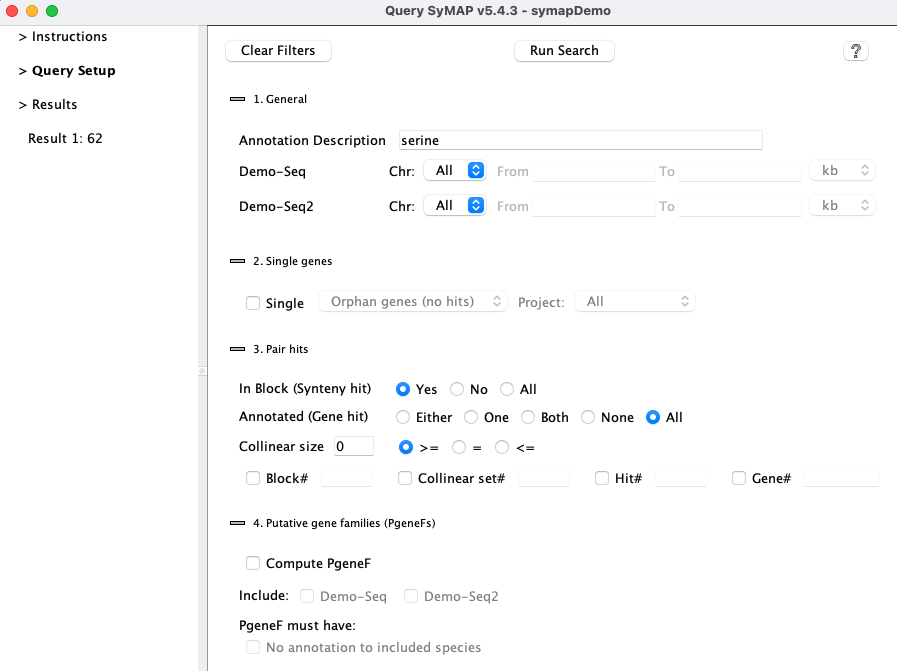 Query SyMAP v5.4.3 - symapDemo
> Instructions
> Query Setup
> Results
Result 1: 62
Clear Filters
Run Search
?
1. General
Annotation Description serine
Demo-Seq Chr: All From To kb
Demo-Seq2 Chr: All From To kb
2. Single genes
Single Orphan genes (no hits) Project: All
3. Pair hits
In Block (Synteny hit) Yes No All
Annotated (Gene hit) Either One Both None All
Collinear size 0 >= = <=
Block# Collinear set# Hit# Gene#
4. Putative gene families (PgeneFs)
Compute PgeneF
Include: Demo-Seq Demo-Seq2
PgeneF must have:
No annotation to included species